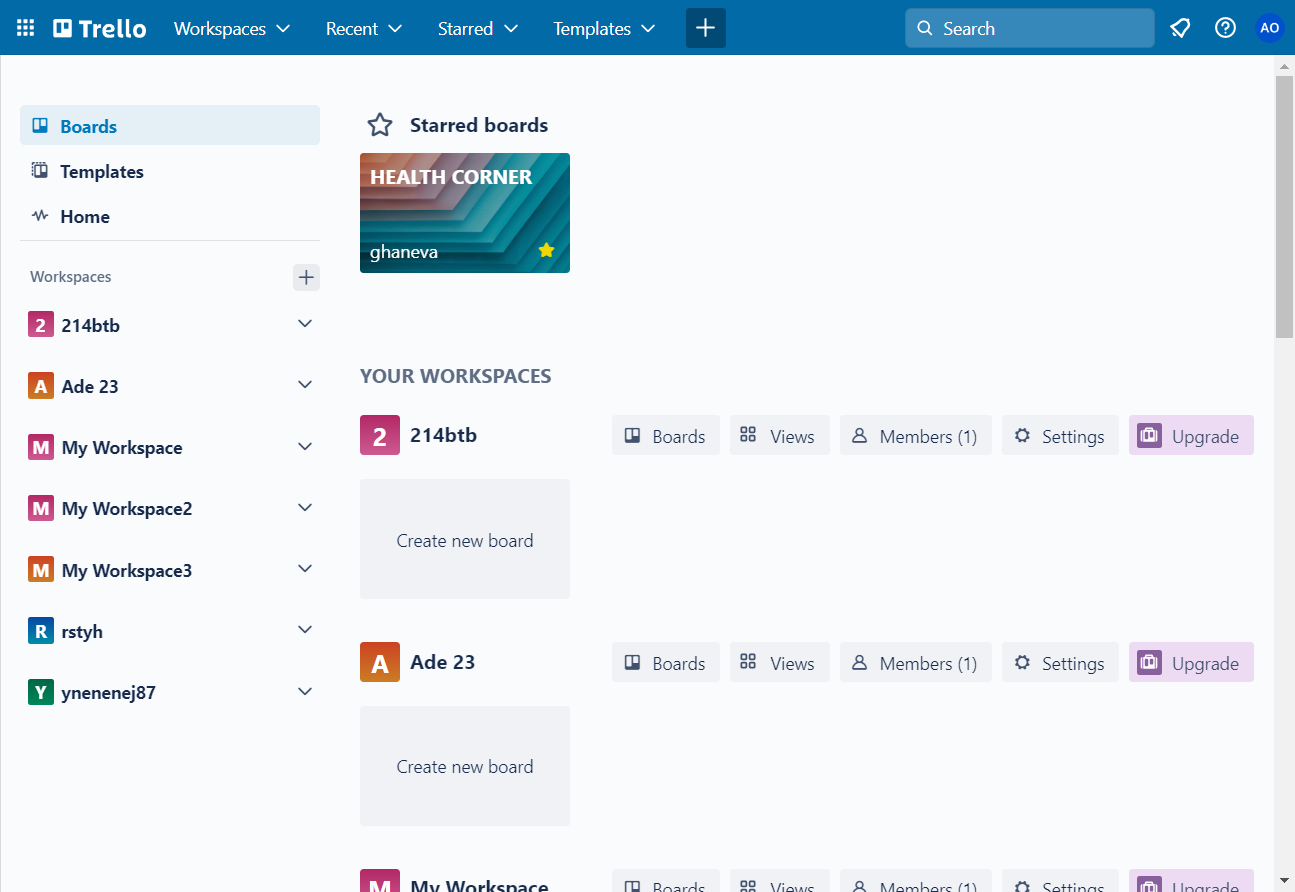 Trello
Workspaces
Recent
Starred
Templates
Search
AO
Boards
Templates
Home
Workspaces
2 214btb
A Ade 23
M My Workspace
M My Workspace2
M My Workspace3
R rstyh
Y ynenenej87
Starred boards
HEALTH CORNER
ghaneva
YOUR WORKSPACES
2 214btb
Boards
Views
Members (1)
Settings
Upgrade
Create new board
A Ade 23
Boards
Views
Members (1)
Settings
Upgrade
Create new board
M My Workspace
Boards
Views
Members (1)
Settings
Upgrade